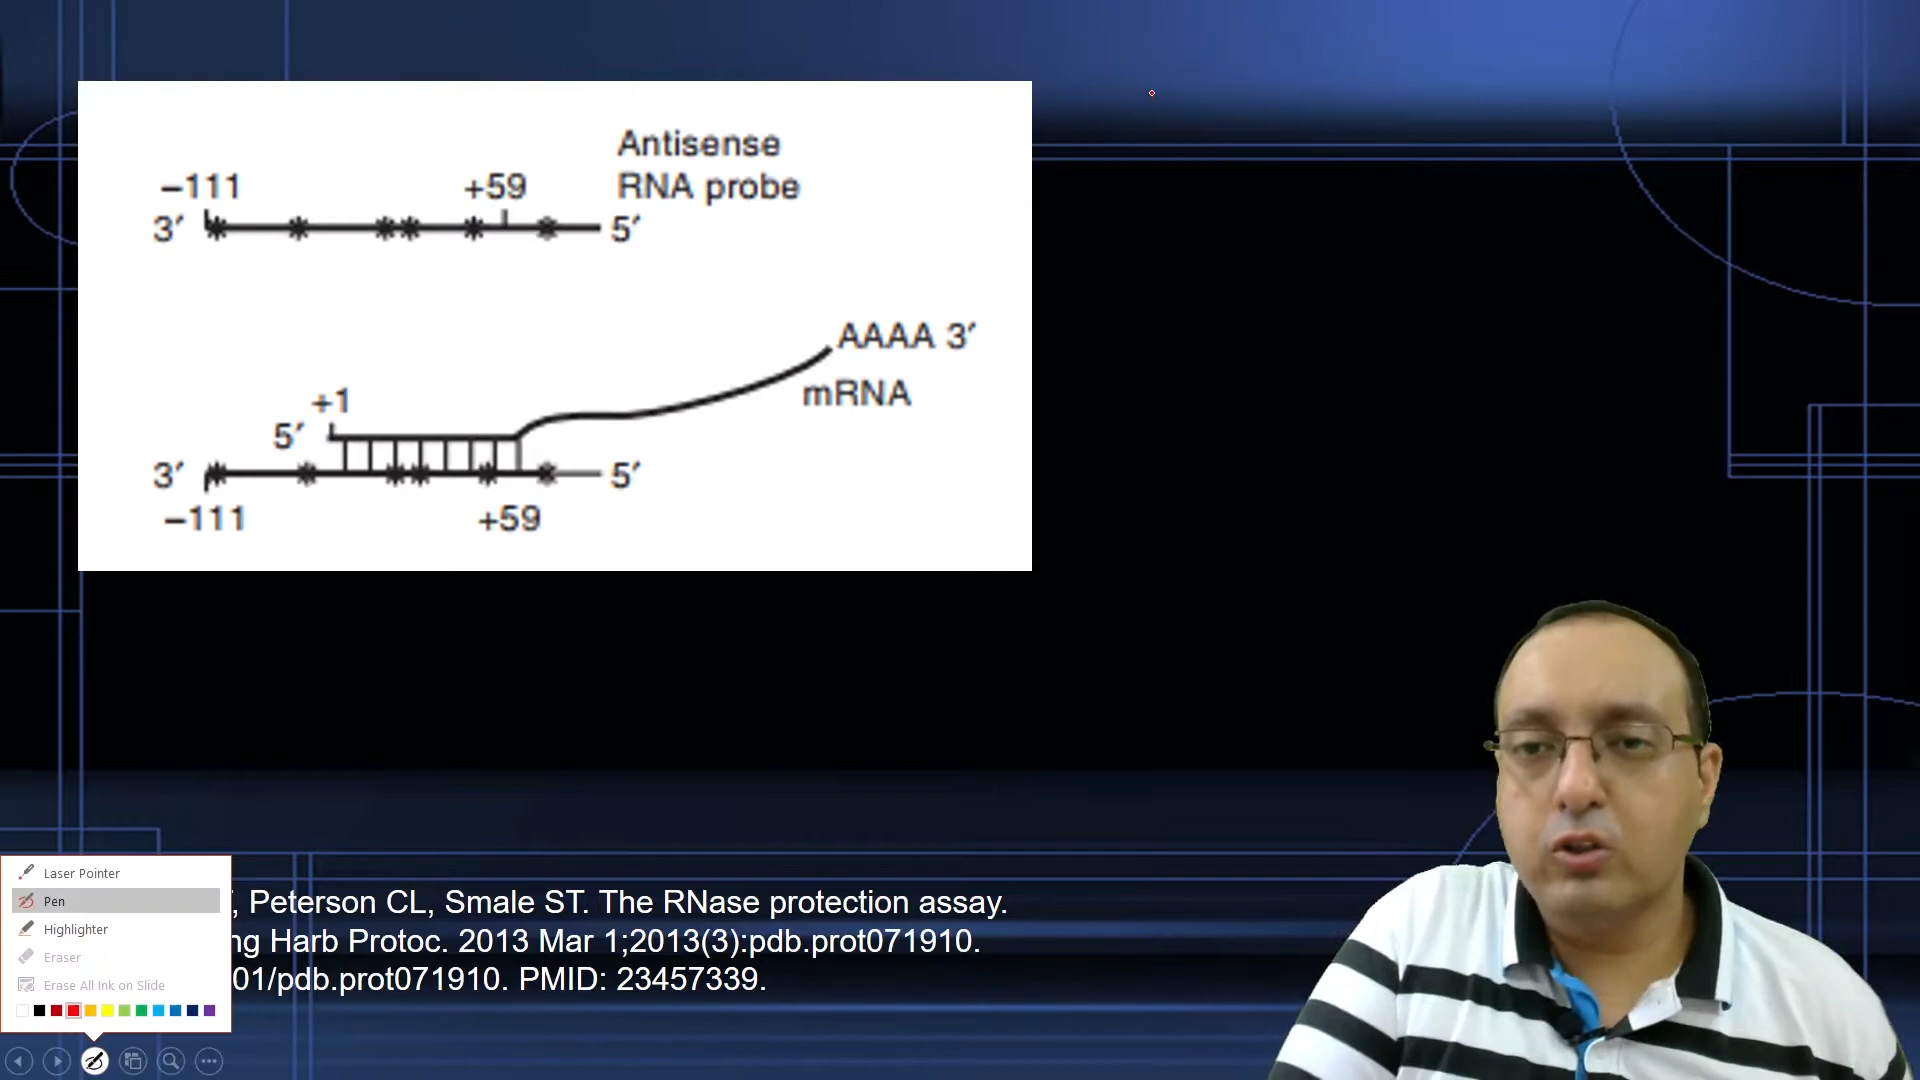 Antisense
RNA probe
–111 +59
3′ 5′
AAAA 3′
mRNA
+1
5′
3′ 5′
–111 +59
Laser Pointer
Pen
Highlighter
Eraser
Erase All Ink on Slide
, Peterson CL, Smale ST. The RNase protection assay.
ng Harb Protoc. 2013 Mar 1;2013(3):pdb.prot071910.
01/pdb.prot071910. PMID: 23457339.